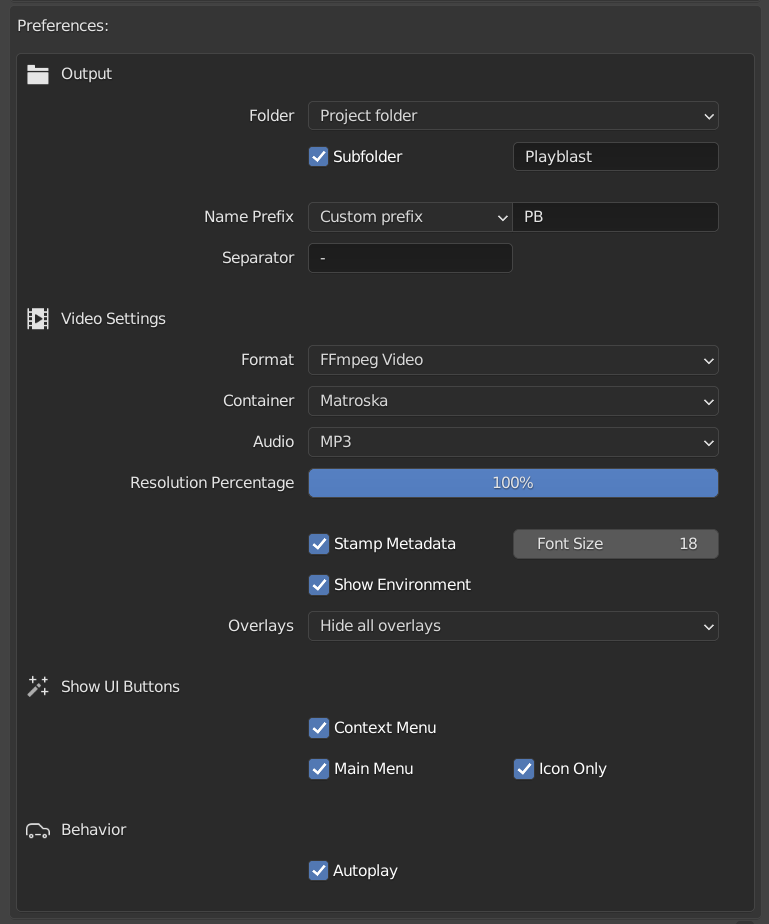 Preferences:
Output
Folder Project folder
Subfolder Playblast
Name Prefix Custom prefix PB
Separator -
Video Settings
Format FFmpeg Video
Container Matroska
Audio MP3
Resolution Percentage 100%
Stamp Metadata Font Size 18
Show Environment
Overlays Hide all overlays
Show UI Buttons
Context Menu
Main Menu Icon Only
Behavior
Autoplay